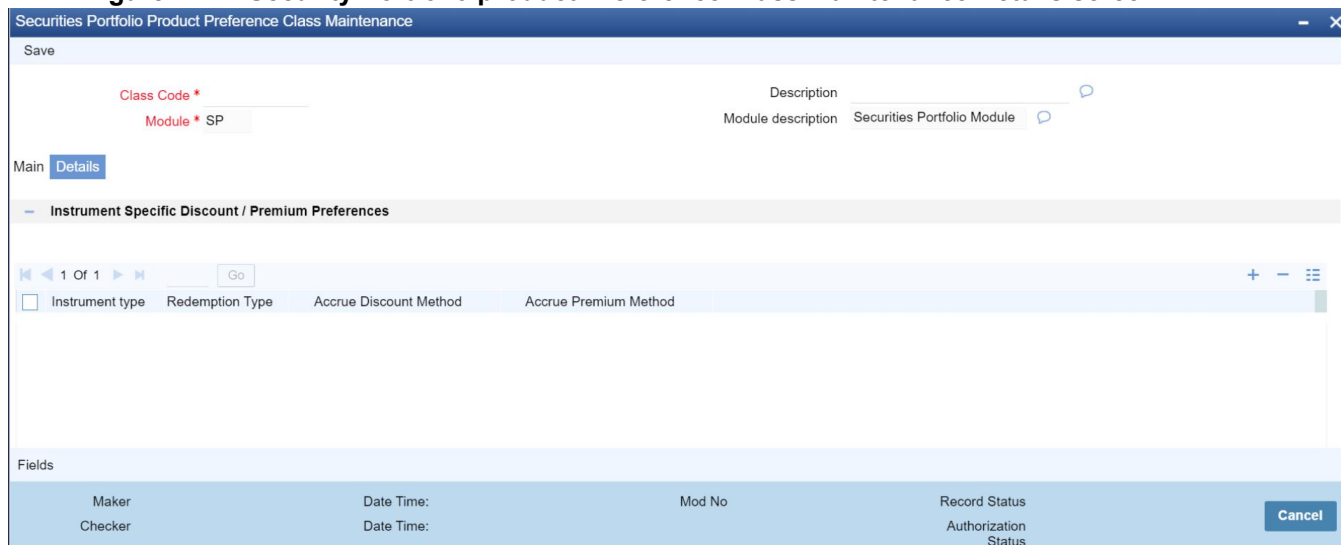 Securities Portfolio Product Preference Class Maintenance
Save
Class Code *
Description
Module * SP
Module description Securities Portfolio Module
Main Details
Instrument Specific Discount / Premium Preferences
1 Of 1 Go
Instrument type Redemption Type Accrue Discount Method Accrue Premium Method
Fields
Maker Date Time: Mod No Record Status
Checker Date Time: Authorization Status
Cancel